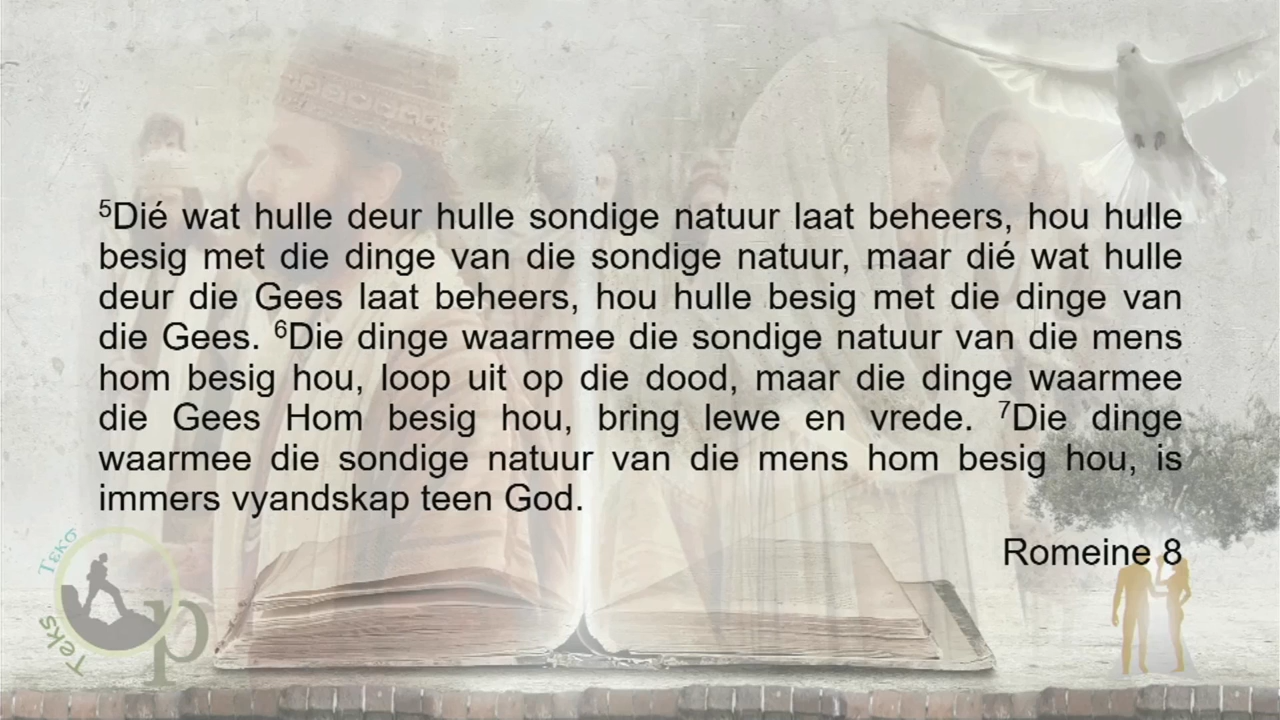 ⁵Dié wat hulle deur hulle sondige natuur laat beheers, hou hulle
besig met die dinge van die sondige natuur, maar dié wat hulle
deur die Gees laat beheers, hou hulle besig met die dinge van
die Gees. ⁶Die dinge waarmee die sondige natuur van die mens
hom besig hou, loop uit op die dood, maar die dinge waarmee
die Gees Hom besig hou, bring lewe en vrede. ⁷Die dinge
waarmee die sondige natuur van die mens hom besig hou, is
immers vyandskap teen God.
Romeine 8
Τεκσ
Teks
Op